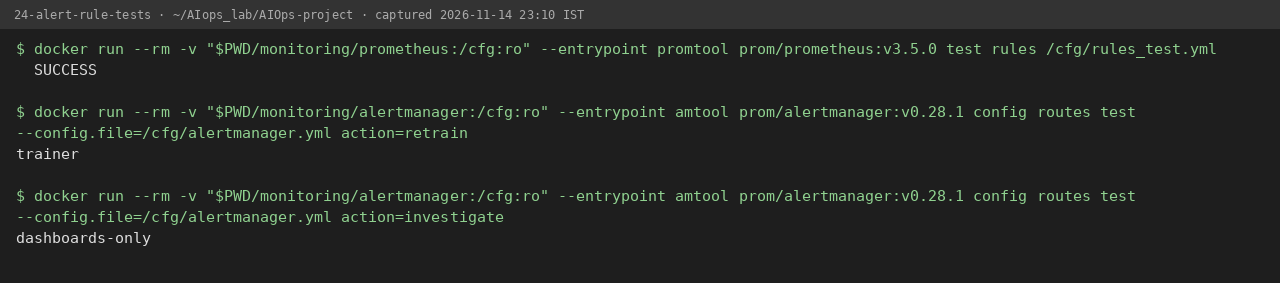 24-alert-rule-tests · ~/AIops_lab/AIOps-project · captured 2026-11-14 23:10 IST
$ docker run --rm -v "$PWD/monitoring/prometheus:/cfg:ro" --entrypoint promtool prom/prometheus:v3.5.0 test rules /cfg/rules_test.yml
  SUCCESS
$ docker run --rm -v "$PWD/monitoring/alertmanager:/cfg:ro" --entrypoint amtool prom/alertmanager:v0.28.1 config routes test
--config.file=/cfg/alertmanager.yml action=retrain
trainer
$ docker run --rm -v "$PWD/monitoring/alertmanager:/cfg:ro" --entrypoint amtool prom/alertmanager:v0.28.1 config routes test
--config.file=/cfg/alertmanager.yml action=investigate
dashboards-only